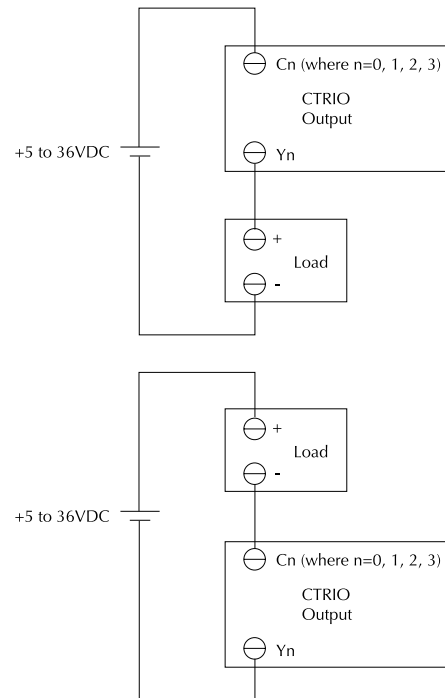 Cn (where n=0, 1, 2, 3)
CTRIO
Output
+5 to 36VDC
Yn
+
Load
-
+
Load
-
+5 to 36VDC
Cn (where n=0, 1, 2, 3)
CTRIO
Output
Yn